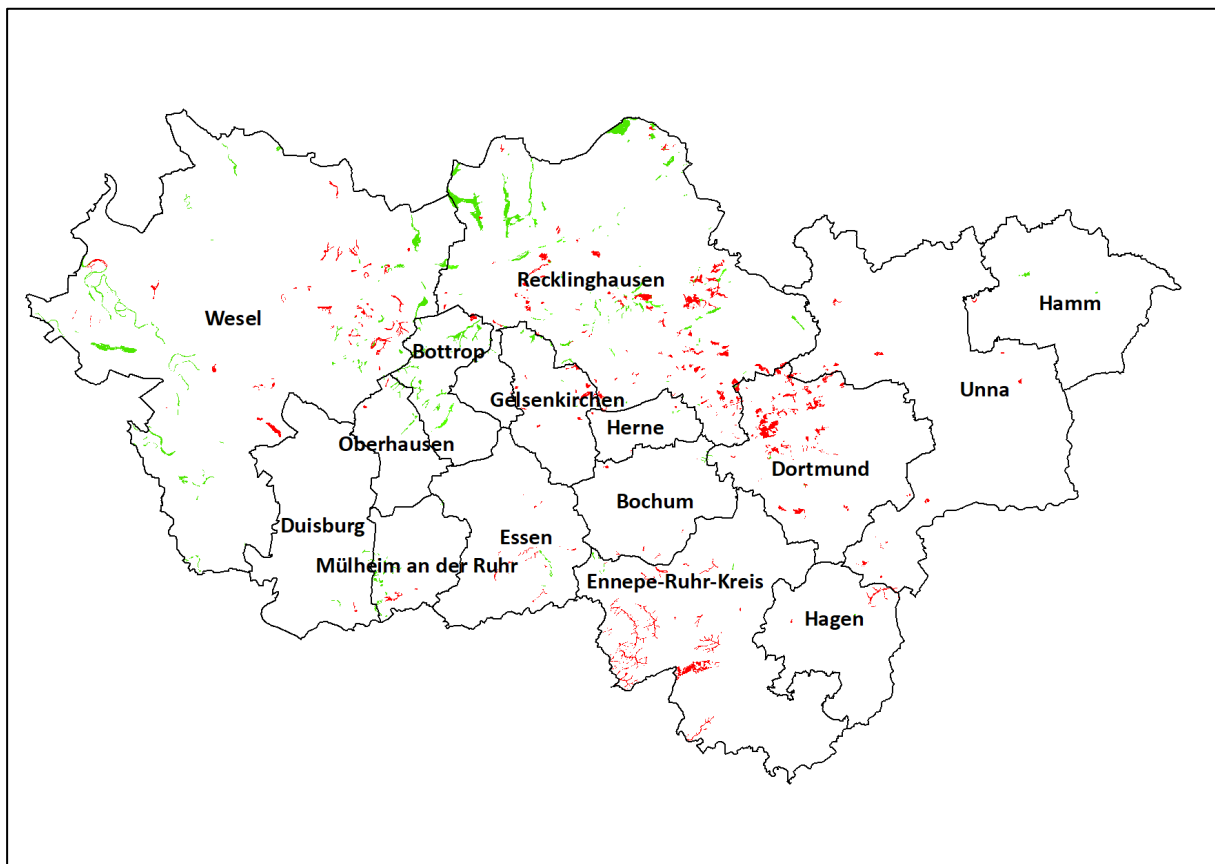 Recklinghausen
Hamm
Wesel
Bottrop
Unna
Gelsenkirchen
Herne
Oberhausen
Dortmund
Bochum
Duisburg
Essen
Mülheim an der Ruhr
Ennepe-Ruhr-Kreis
Hagen